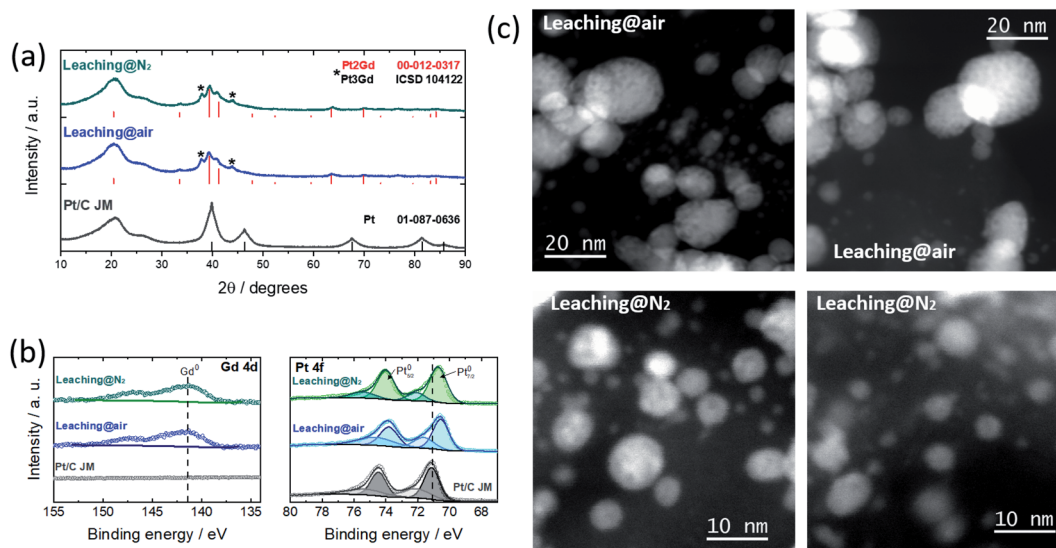 (a)
Leaching@N₂
Pt2Gd 00-012-0317
*Pt3Gd ICSD 104122
* *
Leaching@air
* *
Pt/C JM
Pt 01-087-0636
Intensity / a.u.
10 20 30 40 50 60 70 80 90
2θ / degrees
(b)
Gd 4d
Gd⁰
Leaching@N₂
Leaching@air
Pt/C JM
Intensity / a. u.
155 150 145 140 135
Binding energy / eV
Pt 4f
Pt⁰5/2
Pt⁰7/2
Leaching@N₂
Leaching@air
Pt/C JM
80 78 76 74 72 70 68
Binding energy / eV
(c)
Leaching@air
20 nm
20 nm
Leaching@air
Leaching@N₂
10 nm
Leaching@N₂
10 nm